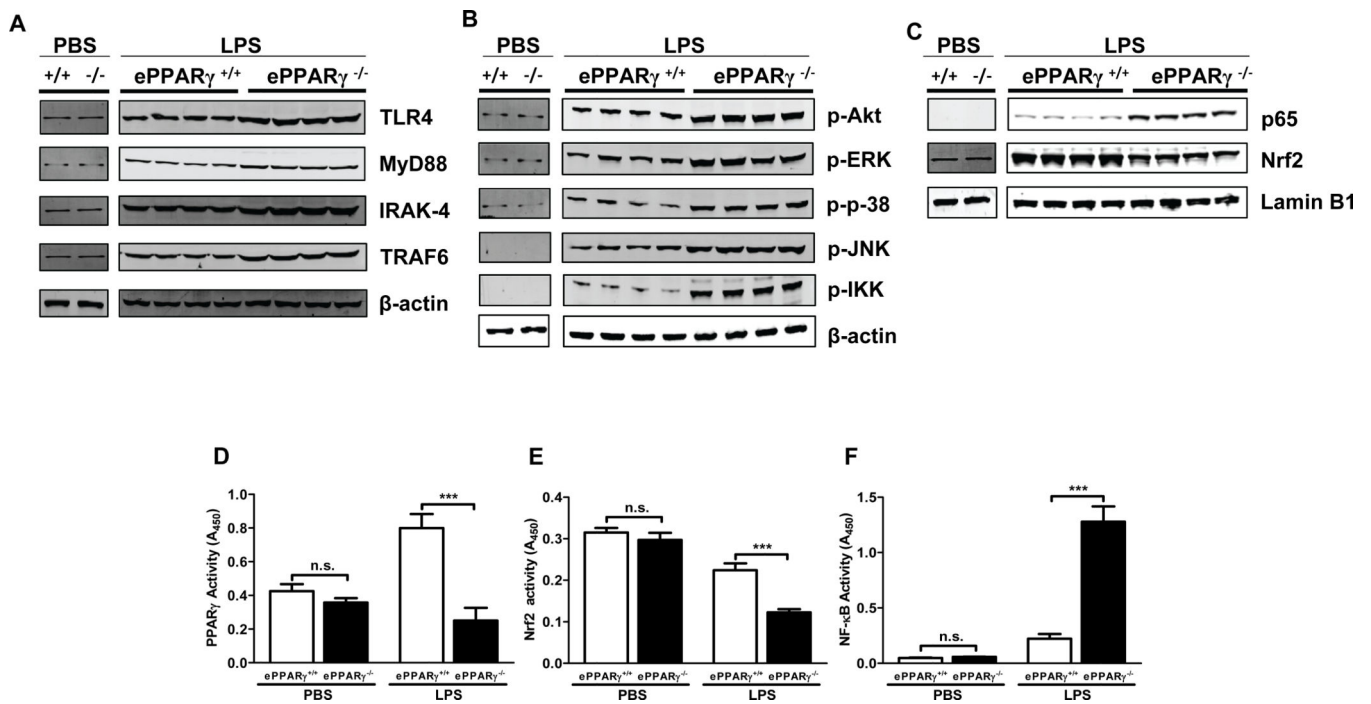 A
PBS LPS
+/+ -/- ePPARγ +/+ ePPARγ -/-
TLR4
MyD88
IRAK-4
TRAF6
β-actin
B
PBS LPS
+/+ -/- ePPARγ +/+ ePPARγ -/-
p-Akt
p-ERK
p-p-38
p-JNK
p-IKK
β-actin
C
PBS LPS
+/+ -/- ePPARγ +/+ ePPARγ -/-
p65
Nrf2
Lamin B1
D
PPARγ Activity (A450)
1.0
0.8
0.6
0.4
0.2
0.0
n.s.
***
ePPARγ+/+ ePPARγ-/- ePPARγ+/+ ePPARγ-/-
PBS LPS
E
Nrf2 activity (A450)
0.4
0.3
0.2
0.1
0.0
n.s.
***
ePPARγ+/+ ePPARγ-/- ePPARγ+/+ ePPARγ-/-
PBS LPS
F
NF-κB Activity (A450)
1.5
1.0
0.5
0.0
n.s.
***
ePPARγ+/+ ePPARγ-/- ePPARγ+/+ ePPARγ-/-
PBS LPS